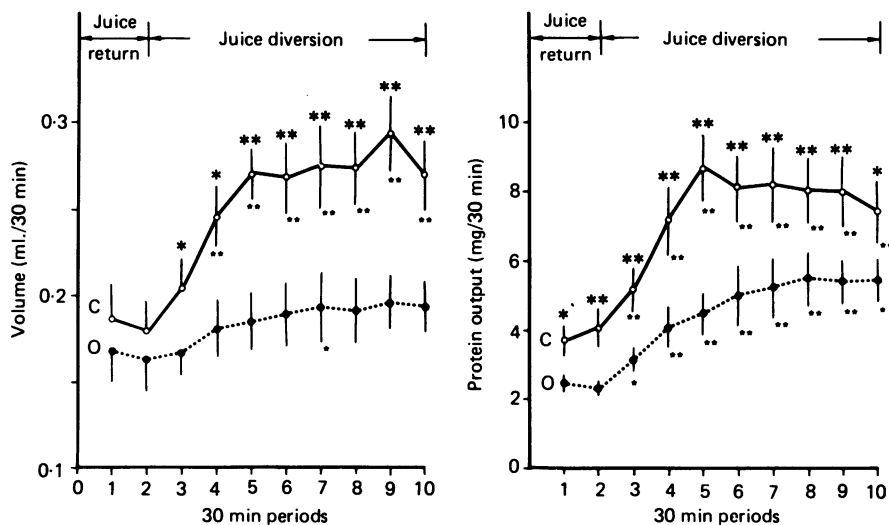 Juice
return
Juice diversion
Volume (ml./30 min)
0·3
0·2
0·1
C
O
** ** ** ** ** **
* *
** ** ** ** ** ** **
*
0 1 2 3 4 5 6 7 8 9 10
30 min periods
Juice
return
Juice diversion
Protein output (mg/30 min)
10
8
6
4
2
0
C
O
* ** ** ** ** ** ** ** ** *
** ** ** ** ** ** ** **
* ** ** ** ** ** ** *
1 2 3 4 5 6 7 8 9 10
30 min periods